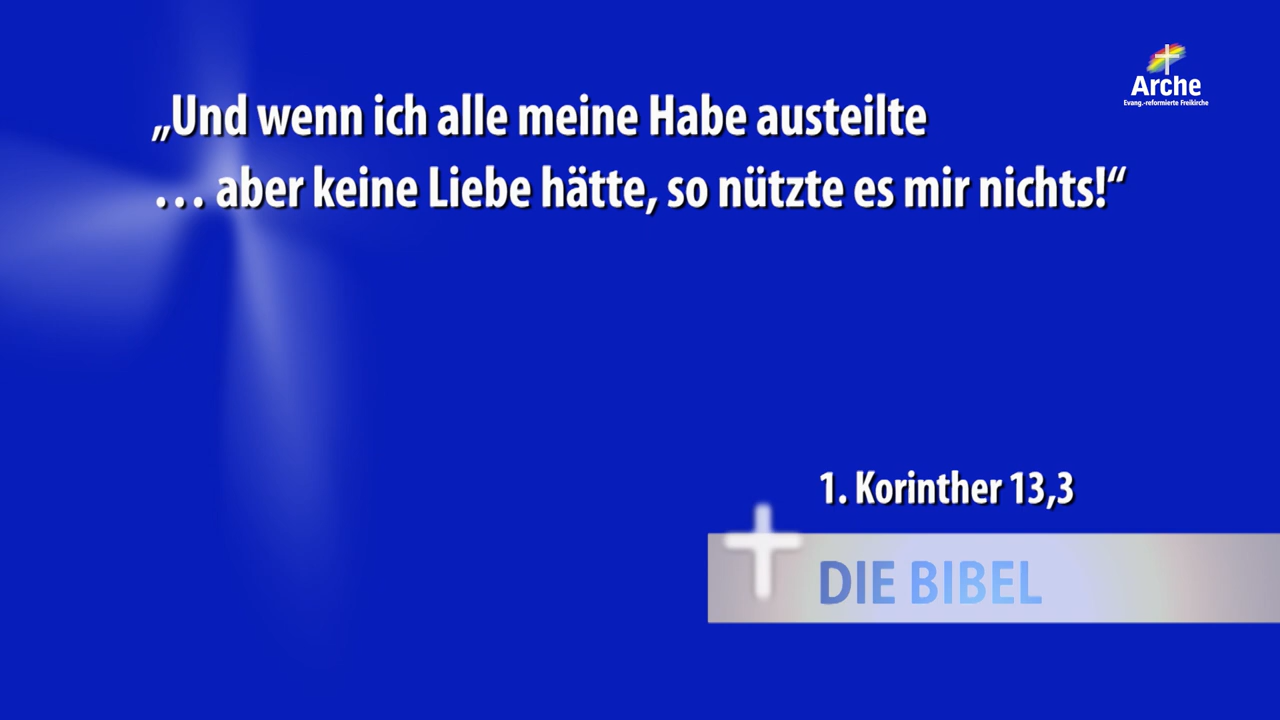 „Und wenn ich alle meine Habe austeilte
… aber keine Liebe hätte, so nützte es mir nichts!“
1. Korinther 13,3
DIE BIBEL
Arche
Evang.-reformierte Freikirche